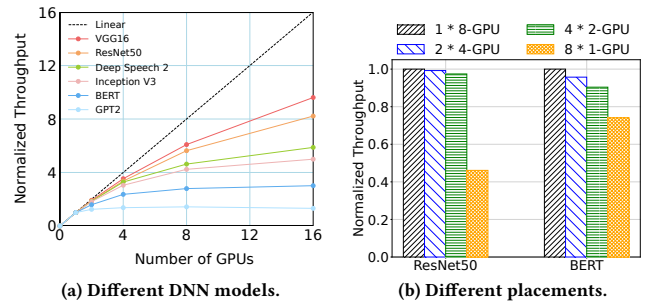 Normalized Throughput
16
12
8
4
0
0 4 8 12 16
Number of GPUs
Linear
VGG16
ResNet50
Deep Speech 2
Inception V3
BERT
GPT2
(a) Different DNN models.
1 * 8-GPU 4 * 2-GPU
2 * 4-GPU 8 * 1-GPU
Normalized Throughput
1.0
0.8
0.6
0.4
0.2
0.0
ResNet50 BERT
(b) Different placements.